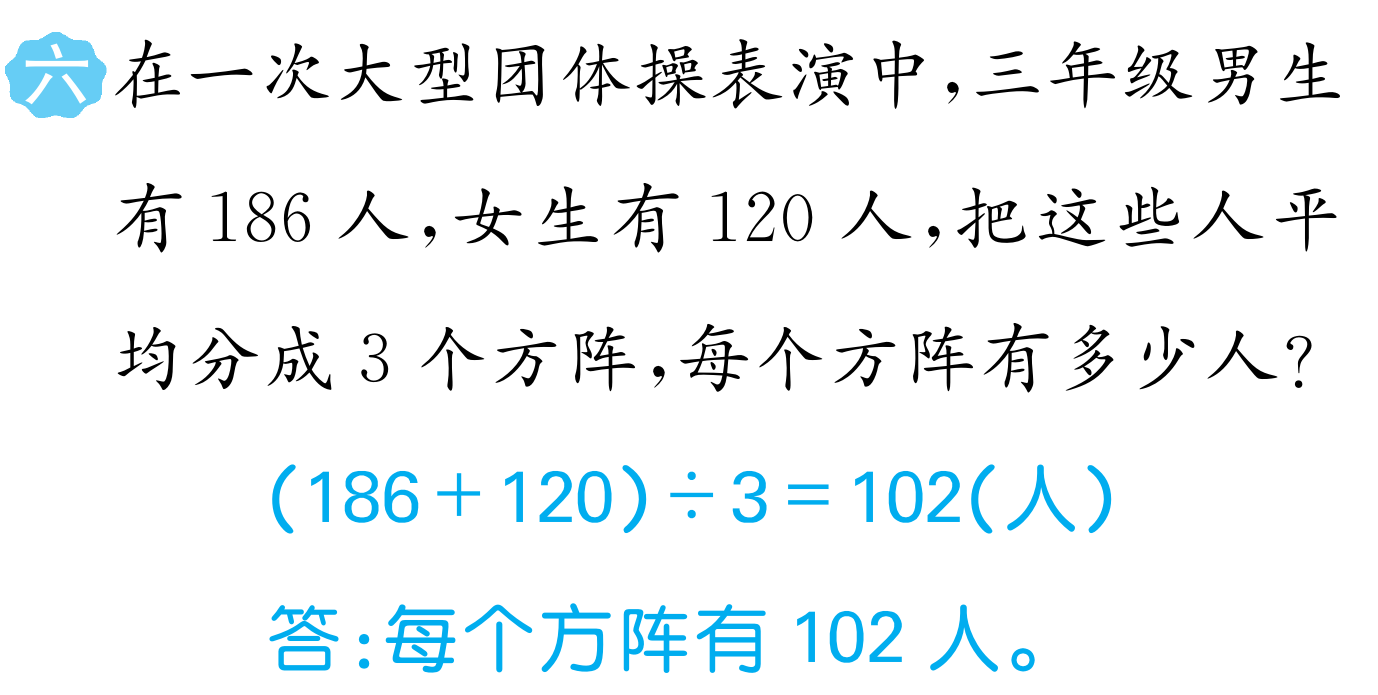 六 在一次大型团体操表演中,三年级男生
有 186 人,女生有 120 人,把这些人平
均分成 3 个方阵,每个方阵有多少人?
(186+120)÷3=102(人)
答:每个方阵有 102 人。